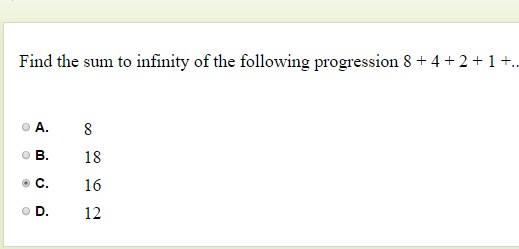 Find the sum to infinity of the following progression 8 + 4 + 2 + 1 +..
A. 8
B. 18
C. 16
D. 12